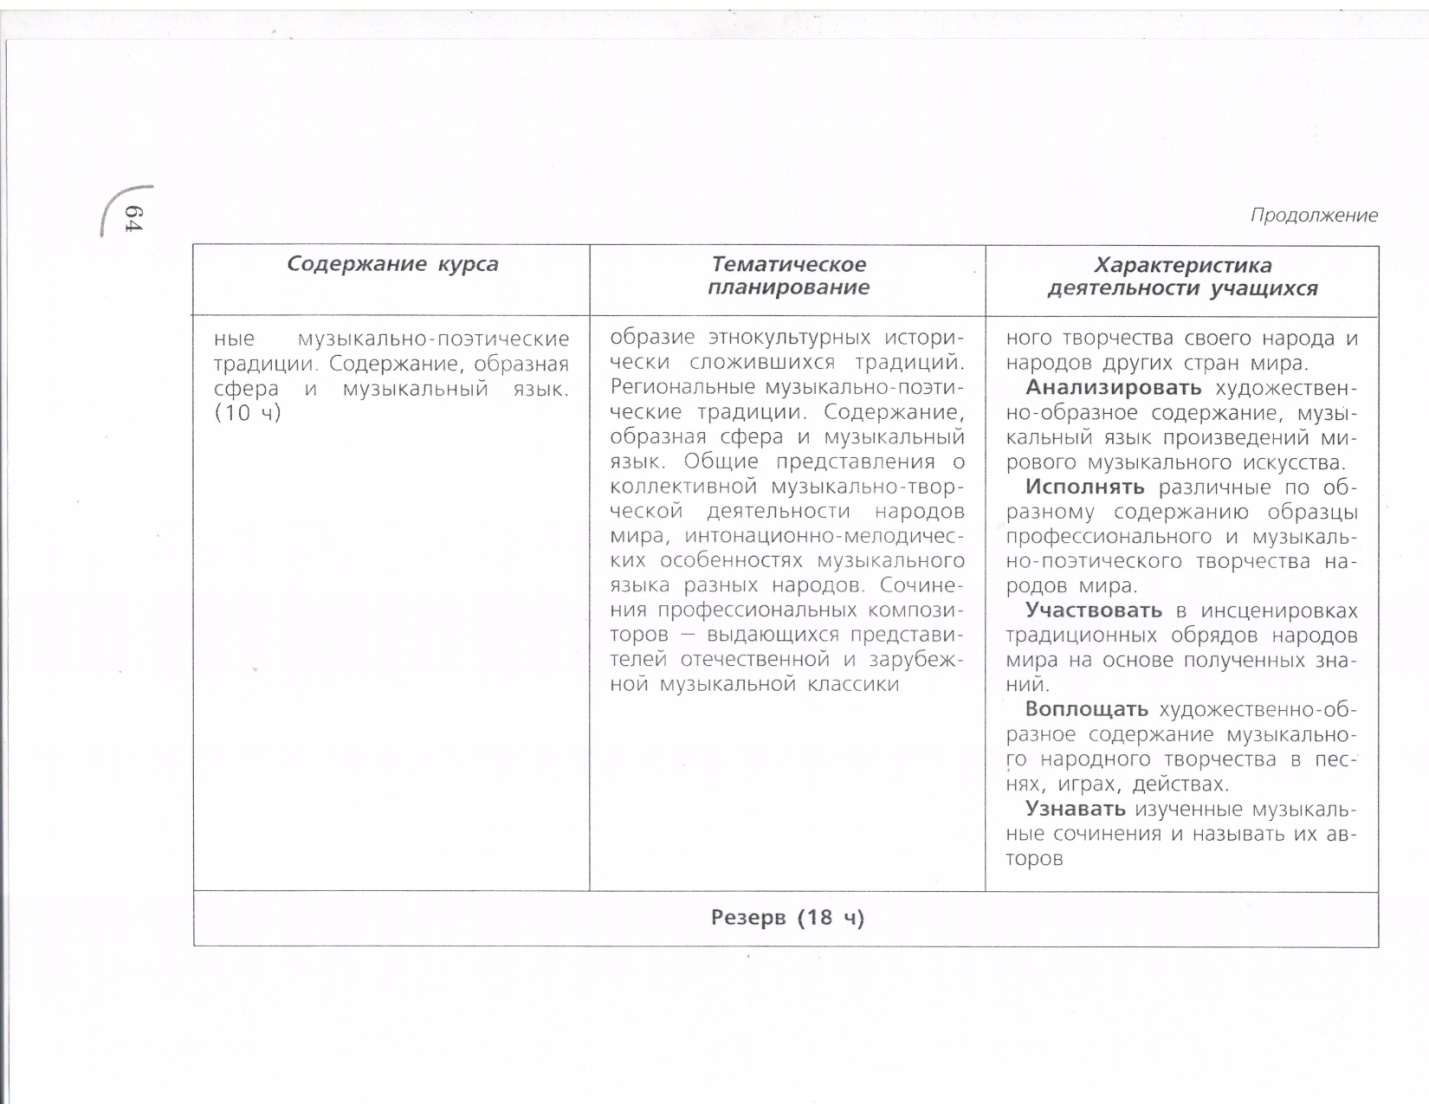 64
Продолжение
Содержание курса
Тематическое
планирование
Характеристика
деятельности учащихся
ные музыкально-поэтические
традиции. Содержание, образная
сфера и музыкальный язык.
(10 ч)
образие этнокультурных истори-
чески сложившихся традиций.
Региональные музыкально-поэти-
ческие традиции. Содержание,
образная сфера и музыкальный
язык. Общие представления о
коллективной музыкально-твор-
ческой деятельности народов
мира, интонационно-мелодичес-
ких особенностях музыкального
языка разных народов. Сочине-
ния профессиональных компози-
торов — выдающихся представи-
телей отечественной и зарубеж-
ной музыкальной классики
ного творчества своего народа и
народов других стран мира.
Анализировать художествен-
но-образное содержание, музы-
кальный язык произведений ми-
рового музыкального искусства.
Исполнять различные по об-
разному содержанию образцы
профессионального и музыкаль-
но-поэтического творчества на-
родов мира.
Участвовать в инсценировках
традиционных обрядов народов
мира на основе полученных зна-
ний.
Воплощать художественно-об-
разное содержание музыкально-
го народного творчества в пес-
нях, играх, действах.
Узнавать изученные музыкаль-
ные сочинения и называть их ав-
торов
Резерв (18 ч)